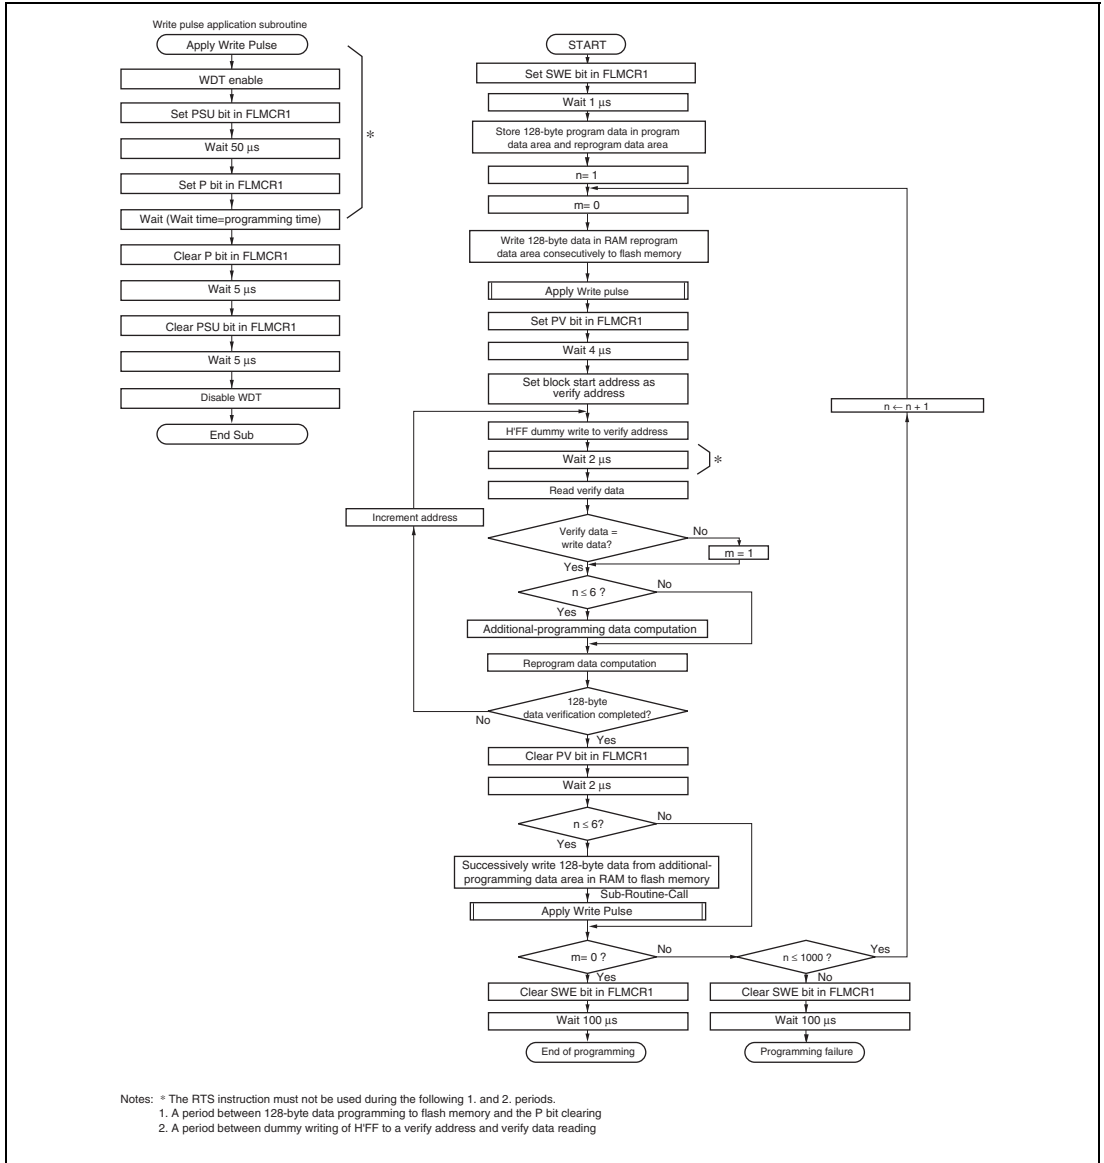 Write pulse application subroutine
Apply Write Pulse
WDT enable
Set PSU bit in FLMCR1
Wait 50 µs
Set P bit in FLMCR1
Wait (Wait time=programming time)
Clear P bit in FLMCR1
Wait 5 µs
Clear PSU bit in FLMCR1
Wait 5 µs
Disable WDT
End Sub
*
START
Set SWE bit in FLMCR1
Wait 1 µs
Store 128-byte program data in program
data area and reprogram data area
n= 1
m= 0
Write 128-byte data in RAM reprogram
data area consecutively to flash memory
Apply Write pulse
Set PV bit in FLMCR1
Wait 4 µs
Set block start address as
verify address
n ← n + 1
H'FF dummy write to verify address
Wait 2 µs
*
Read verify data
Increment address
Verify data =
write data?
No
m = 1
Yes
n ≤ 6 ?
No
Yes
Additional-programming data computation
Reprogram data computation
128-byte
data verification completed?
No
Yes
Clear PV bit in FLMCR1
Wait 2 µs
n ≤ 6?
No
Yes
Successively write 128-byte data from additional-
programming data area in RAM to flash memory
Sub-Routine-Call
Apply Write Pulse
m= 0 ?
No
n ≤ 1000 ?
Yes
Yes
No
Clear SWE bit in FLMCR1
Clear SWE bit in FLMCR1
Wait 100 µs
Wait 100 µs
End of programming
Programming failure
Notes: * The RTS instruction must not be used during the following 1. and 2. periods.
1. A period between 128-byte data programming to flash memory and the P bit clearing
2. A period between dummy writing of H'FF to a verify address and verify data reading